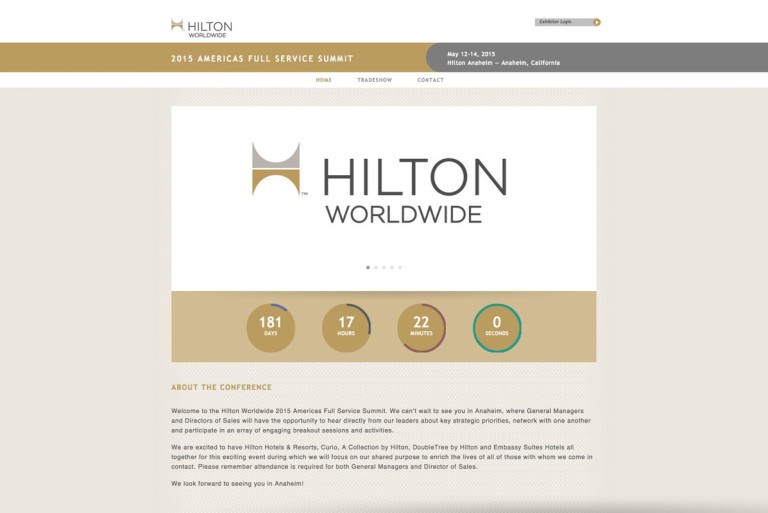 HILTON
WORLDWIDE
Exhibitor Login
2015 AMERICAS FULL SERVICE SUMMIT
May 12-14, 2015
Hilton Anaheim — Anaheim, California
HOME TRADESHOW CONTACT
HILTON
WORLDWIDE
™
181 17 22 0
DAYS HOURS MINUTES SECONDS
ABOUT THE CONFERENCE
Welcome to the Hilton Worldwide 2015 Americas Full Service Summit. We can't wait to see you in Anaheim, where General Managers
and Directors of Sales will have the opportunity to hear directly from our leaders about key strategic priorities, network with one another
and participate in an array of engaging breakout sessions and activities.
We are excited to have Hilton Hotels & Resorts, Curio, A Collection by Hilton, DoubleTree by Hilton and Embassy Suites Hotels all
together for this exciting event during which we will focus on our shared purpose to enrich the lives of all of those with whom we come in
contact. Please remember attendance is required for both General Managers and Director of Sales.
We look forward to seeing you in Anaheim!